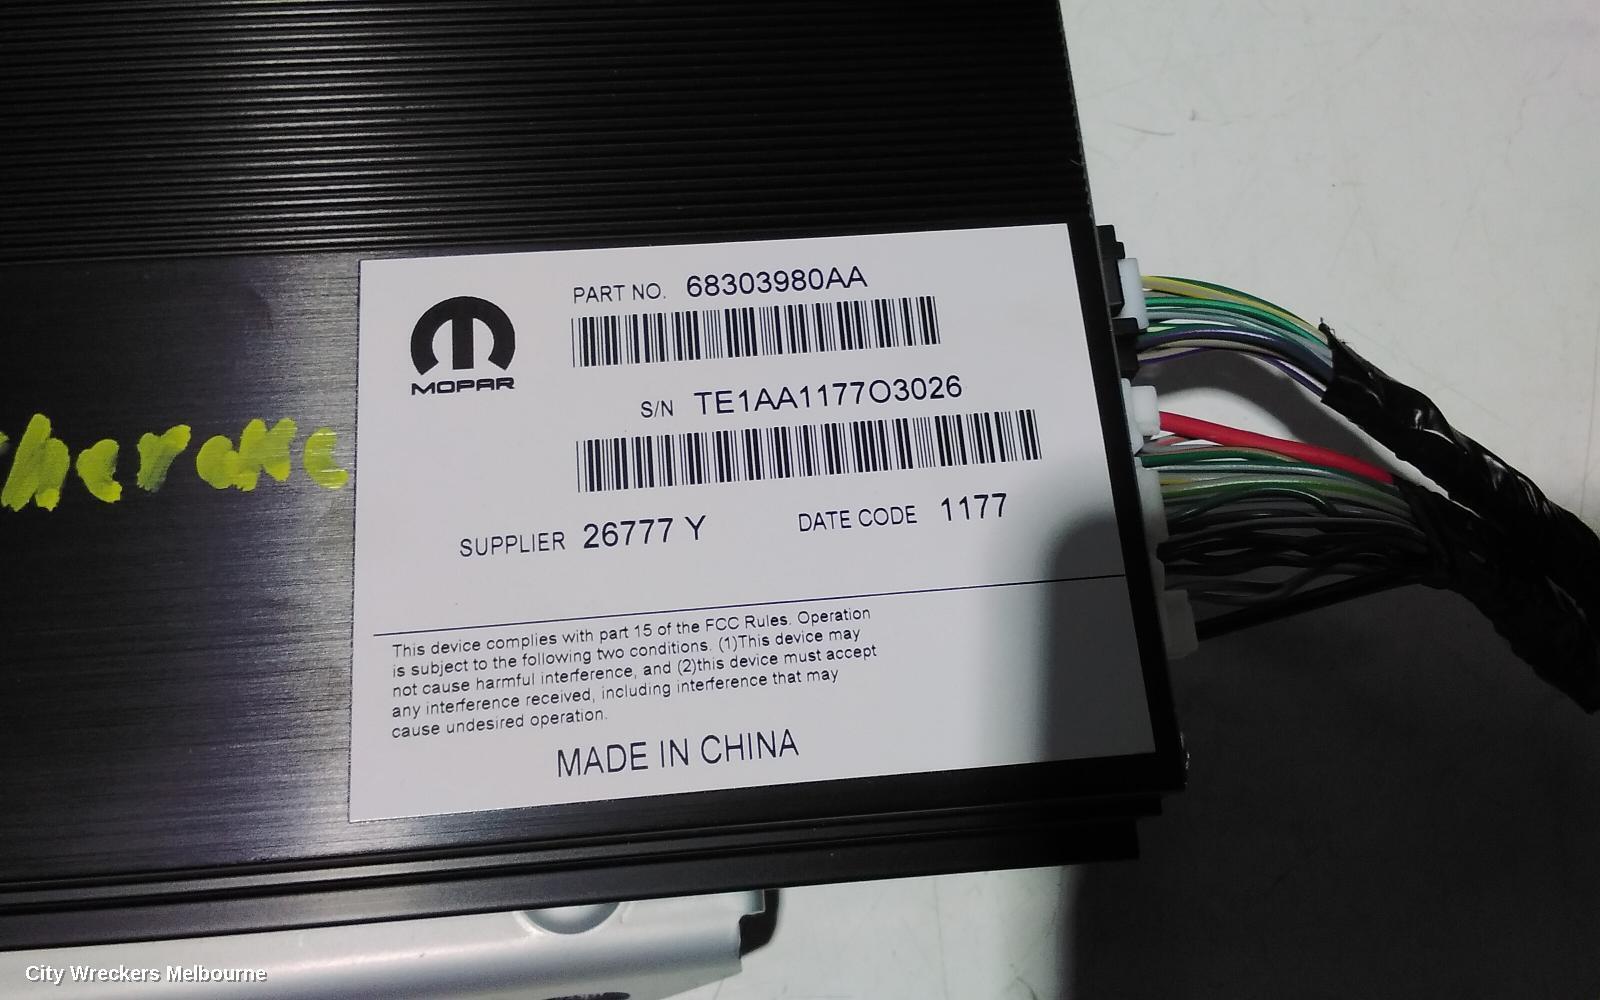 PART NO. 68303980AA
MOPAR
S/N TE1AA1177O3026
SUPPLIER 26777 Y DATE CODE 1177
This device complies with part 15 of the FCC Rules. Operation
is subject to the following two conditions. (1)This device may
not cause harmful interference, and (2)this device must accept
any interference received, including interference that may
cause undesired operation.
MADE IN CHINA
City Wreckers Melbourne